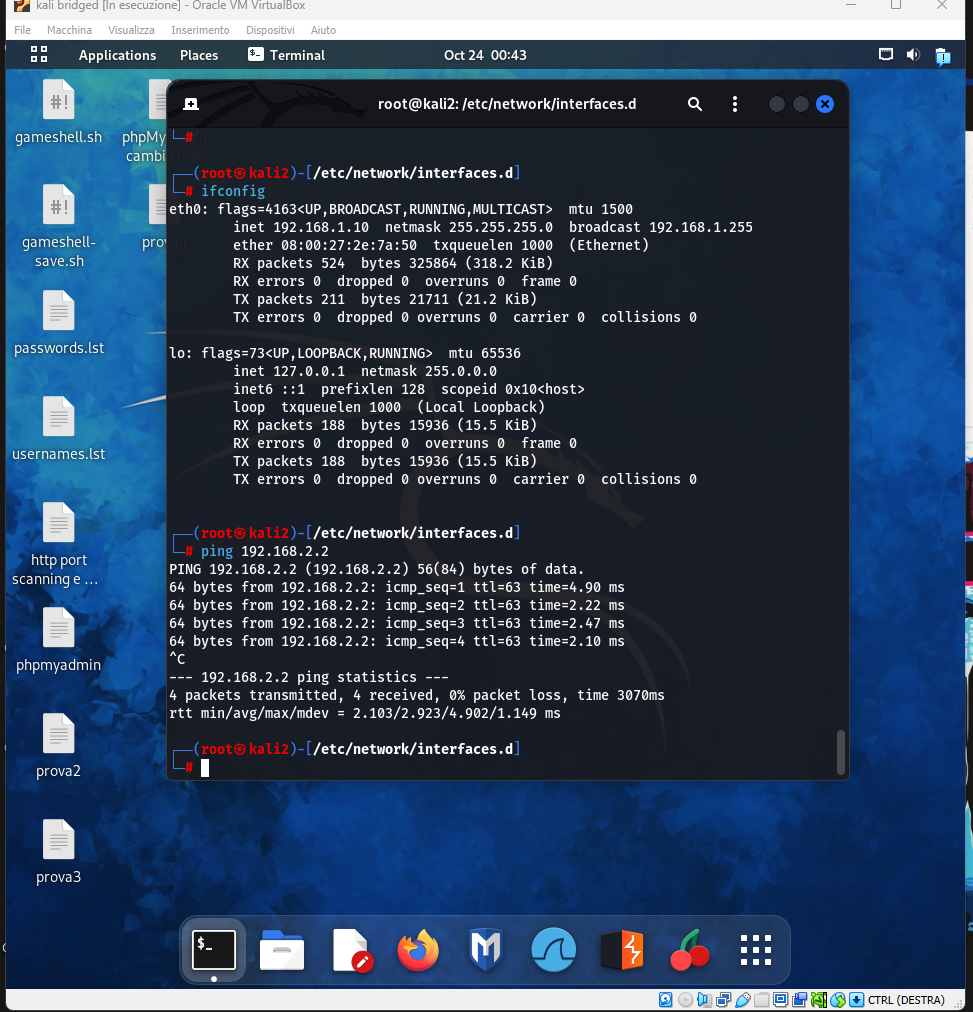 kali bridged [In esecuzione] - Oracle VM VirtualBox
File Macchina Visualizza Inserimento Dispositivi Aiuto
Applications Places Terminal Oct 24 00:43
root@kali2: /etc/network/interfaces.d
gameshell.sh
phpMy
cambi
gameshell-
save.sh
prova4
passwords.lst
usernames.lst
http port
scanning e ...
phpmyadmin
prova2
prova3
└─#
┌──(root㉿kali2)-[/etc/network/interfaces.d]
└─# ifconfig
eth0: flags=4163<UP,BROADCAST,RUNNING,MULTICAST>  mtu 1500
        inet 192.168.1.10  netmask 255.255.255.0  broadcast 192.168.1.255
        ether 08:00:27:2e:7a:50  txqueuelen 1000  (Ethernet)
        RX packets 524  bytes 325864 (318.2 KiB)
        RX errors 0  dropped 0  overruns 0  frame 0
        TX packets 211  bytes 21711 (21.2 KiB)
        TX errors 0  dropped 0 overruns 0  carrier 0  collisions 0
lo: flags=73<UP,LOOPBACK,RUNNING>  mtu 65536
        inet 127.0.0.1  netmask 255.0.0.0
        inet6 ::1  prefixlen 128  scopeid 0x10<host>
        loop  txqueuelen 1000  (Local Loopback)
        RX packets 188  bytes 15936 (15.5 KiB)
        RX errors 0  dropped 0  overruns 0  frame 0
        TX packets 188  bytes 15936 (15.5 KiB)
        TX errors 0  dropped 0 overruns 0  carrier 0  collisions 0
┌──(root㉿kali2)-[/etc/network/interfaces.d]
└─# ping 192.168.2.2
PING 192.168.2.2 (192.168.2.2) 56(84) bytes of data.
64 bytes from 192.168.2.2: icmp_seq=1 ttl=63 time=4.90 ms
64 bytes from 192.168.2.2: icmp_seq=2 ttl=63 time=2.22 ms
64 bytes from 192.168.2.2: icmp_seq=3 ttl=63 time=2.47 ms
64 bytes from 192.168.2.2: icmp_seq=4 ttl=63 time=2.10 ms
^C
--- 192.168.2.2 ping statistics ---
4 packets transmitted, 4 received, 0% packet loss, time 3070ms
rtt min/avg/max/mdev = 2.103/2.923/4.902/1.149 ms
┌──(root㉿kali2)-[/etc/network/interfaces.d]
└─#
CTRL (DESTRA)